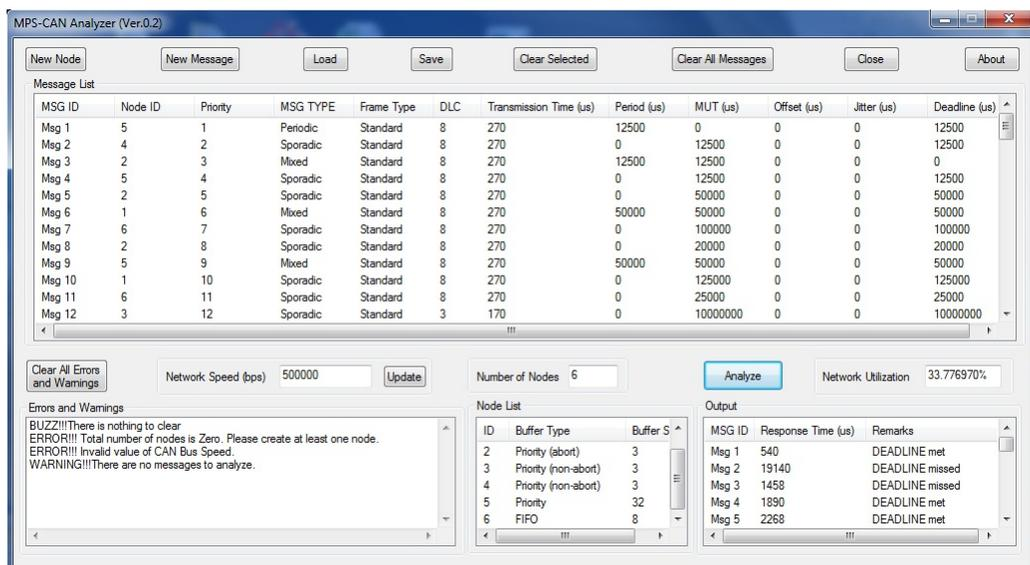 MPS-CAN Analyzer (Ver.0.2)
New Node New Message Load Save Clear Selected Clear All Messages Close About
Message List
MSG ID Node ID Priority MSG TYPE Frame Type DLC Transmission Time (us) Period (us) MUT (us) Offset (us) Jitter (us) Deadline (us)
Msg 1 5 1 Periodic Standard 8 270 12500 0 0 0 12500
Msg 2 4 2 Sporadic Standard 8 270 0 12500 0 0 12500
Msg 3 2 3 Mixed Standard 8 270 12500 12500 0 0 0
Msg 4 5 4 Sporadic Standard 8 270 0 12500 0 0 12500
Msg 5 2 5 Sporadic Standard 8 270 0 50000 0 0 50000
Msg 6 1 6 Mixed Standard 8 270 50000 50000 0 0 50000
Msg 7 6 7 Sporadic Standard 8 270 0 100000 0 0 100000
Msg 8 2 8 Sporadic Standard 8 270 0 20000 0 0 20000
Msg 9 5 9 Mixed Standard 8 270 50000 50000 0 0 50000
Msg 10 1 10 Sporadic Standard 8 270 0 125000 0 0 125000
Msg 11 6 11 Sporadic Standard 8 270 0 25000 0 0 25000
Msg 12 3 12 Sporadic Standard 3 170 0 10000000 0 0 10000000
Clear All Errors
and Warnings
Network Speed (bps) 500000 Update Number of Nodes 6 Analyze Network Utilization 33.776970%
Errors and Warnings
BUZZ!!!There is nothing to clear
ERROR!!! Total number of nodes is Zero. Please create at least one node.
ERROR!!! Invalid value of CAN Bus Speed.
WARNING!!!There are no messages to analyze.
Node List
ID Buffer Type Buffer S
2 Priority (abort) 3
3 Priority (non-abort) 3
4 Priority (non-abort) 3
5 Priority 32
6 FIFO 8
Output
MSG ID Response Time (us) Remarks
Msg 1 540 DEADLINE met
Msg 2 19140 DEADLINE missed
Msg 3 1458 DEADLINE missed
Msg 4 1890 DEADLINE met
Msg 5 2268 DEADLINE met